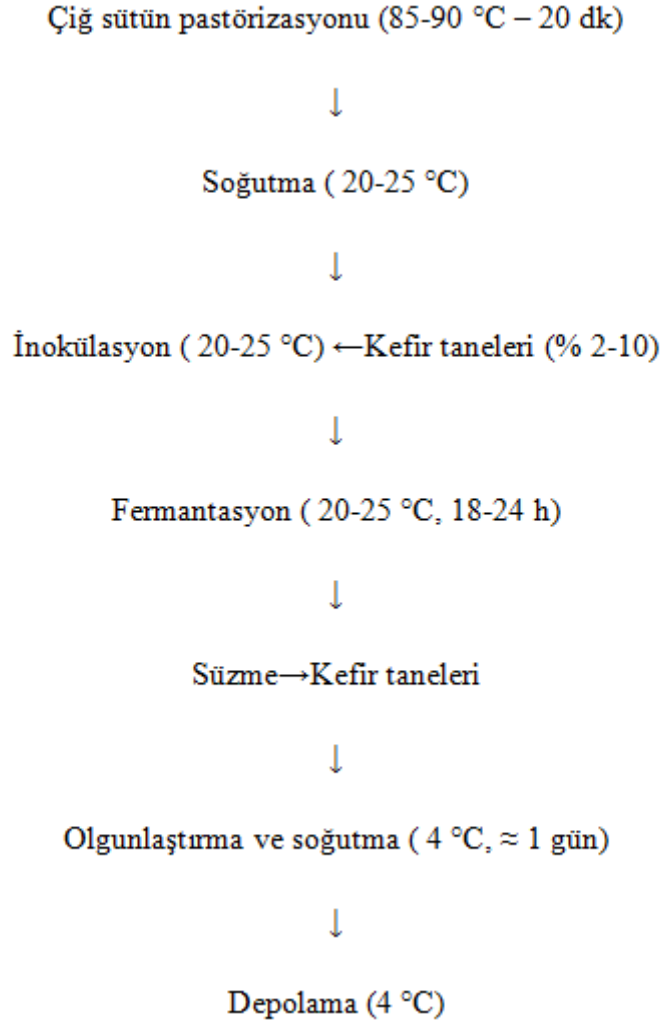 Çiğ sütün pastörizasyonu (85-90 °C – 20 dk)
↓
Soğutma ( 20-25 °C)
↓
İnokülasyon ( 20-25 °C) ←Kefir taneleri (% 2-10)
↓
Fermantasyon ( 20-25 °C, 18-24 h)
↓
Süzme→Kefir taneleri
↓
Olgunlaştırma ve soğutma ( 4 °C, ≈ 1 gün)
↓
Depolama (4 °C)